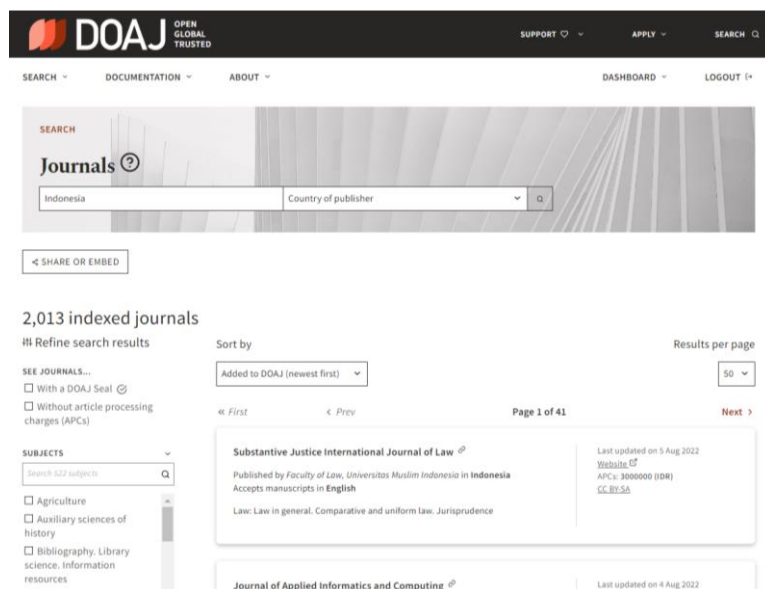 DOAJ
OPEN
GLOBAL
TRUSTED
SUPPORT
APPLY
SEARCH
SEARCH
DOCUMENTATION
ABOUT
DASHBOARD
LOGOUT
SEARCH
Journals ?
Indonesia
Country of publisher
SHARE OR EMBED
2,013 indexed journals
Refine search results
Sort by
Results per page
SEE JOURNALS...
With a DOAJ Seal
Without article processing
charges (APCs)
Added to DOAJ (newest first)
50
« First
‹ Prev
Page 1 of 41
Next ›
SUBJECTS
Search 522 subjects
Agriculture
Auxiliary sciences of
history
Bibliography. Library
science. Information
resources
Substantive Justice International Journal of Law
Published by Faculty of Law, Universitas Muslim Indonesia in Indonesia
Accepts manuscripts in English
Law: Law in general. Comparative and uniform law. Jurisprudence
Last updated on 5 Aug 2022
Website
APCs: 3000000 (IDR)
CC BY-SA
Journal of Applied Informatics and Computing
Last updated on 4 Aug 2022